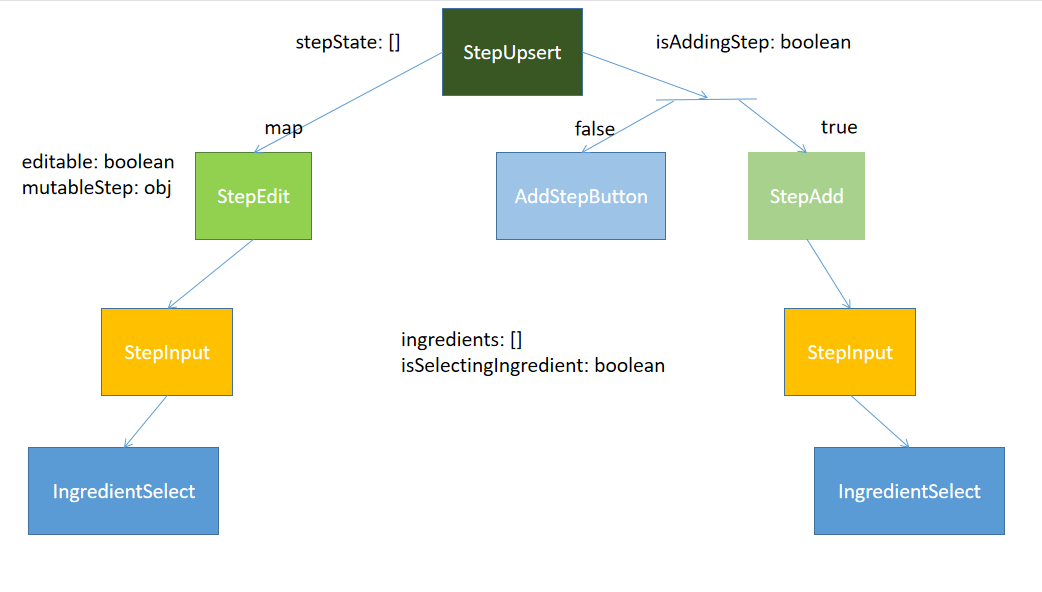 stepState: []
StepUpsert
isAddingStep: boolean
map
false
true
editable: boolean
mutableStep: obj
StepEdit
AddStepButton
StepAdd
StepInput
ingredients: []
isSelectingIngredient: boolean
StepInput
IngredientSelect
IngredientSelect